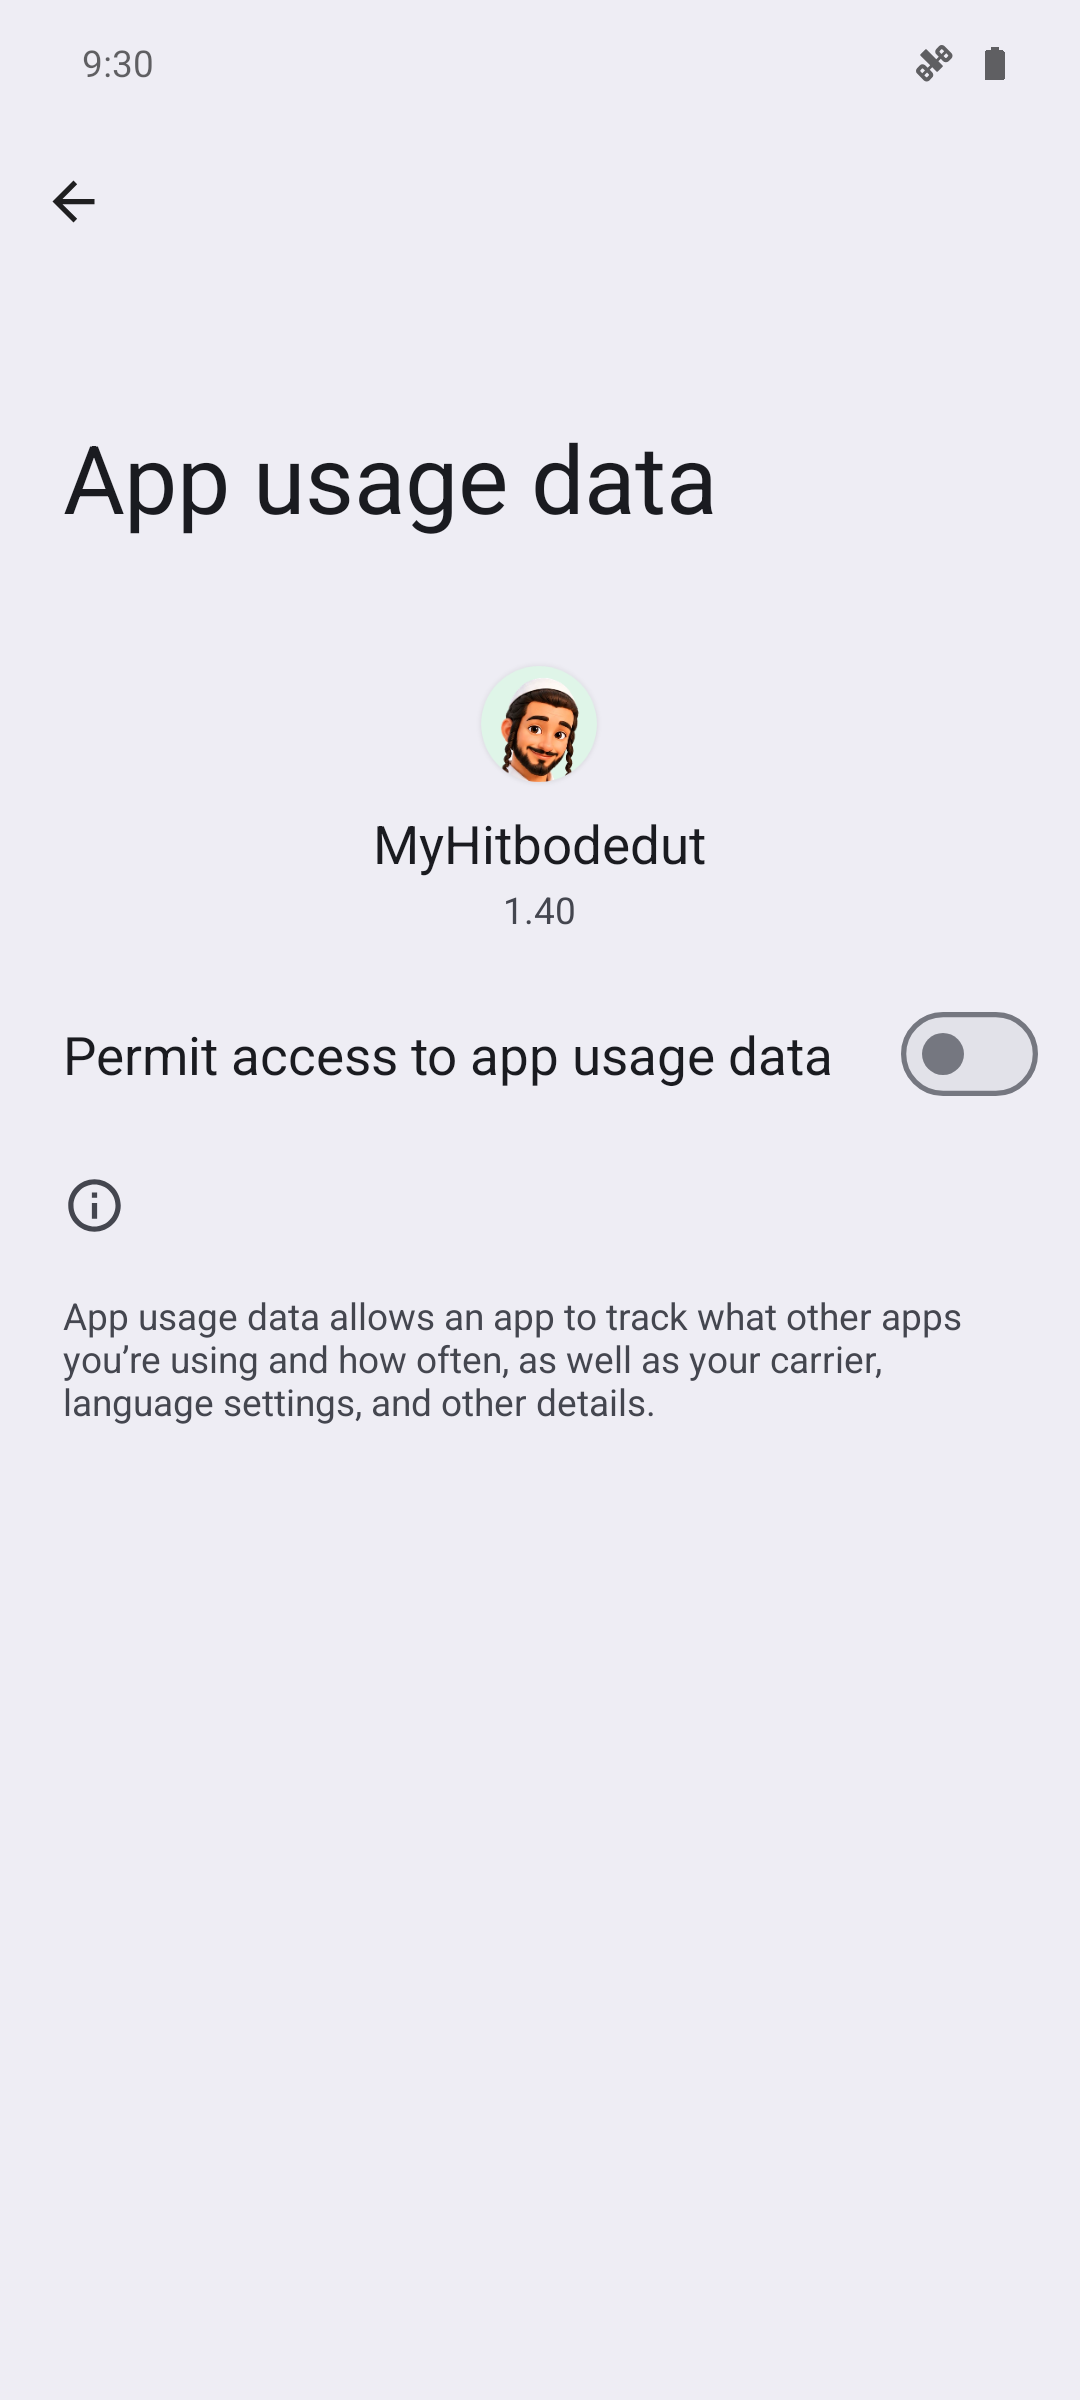 9:30
App usage data
MyHitbodedut
1.40
Permit access to app usage data
App usage data allows an app to track what other apps
you’re using and how often, as well as your carrier,
language settings, and other details.